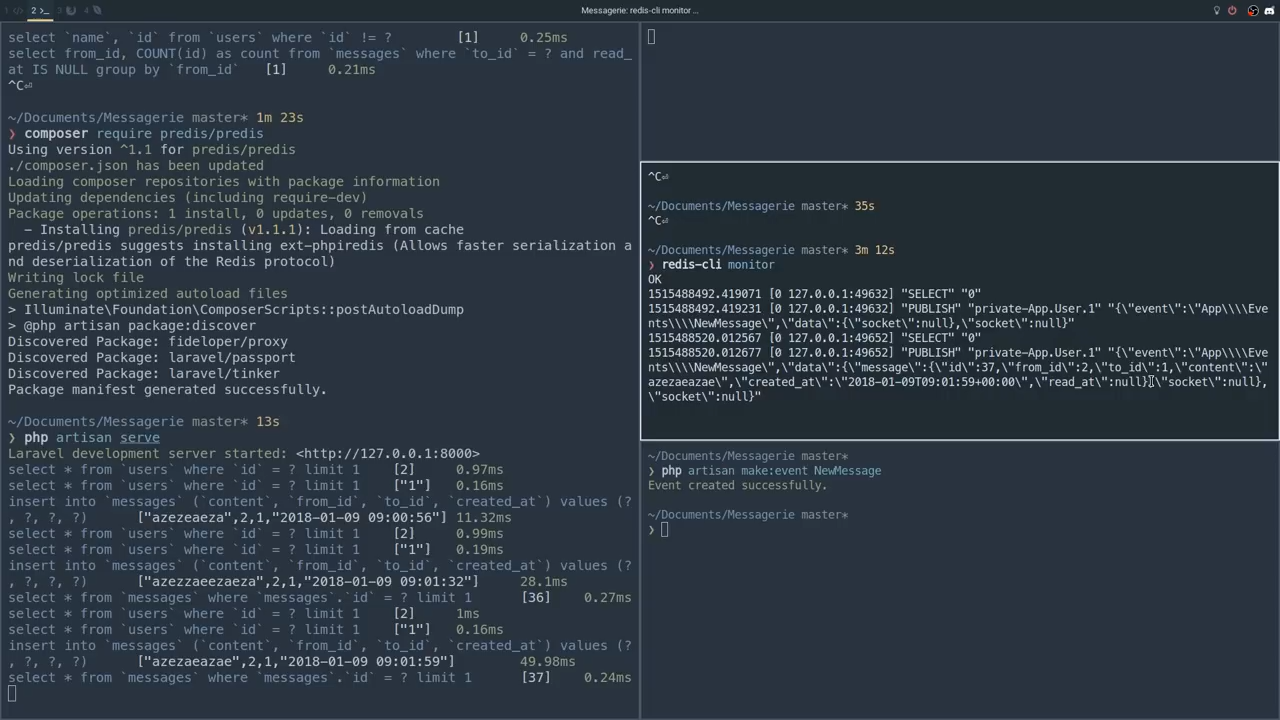 1 2 3 4
Messagerie: redis-cli monitor ...
select `name`, `id` from `users` where `id` != ? [1] 0.25ms
select from_id, COUNT(id) as count from `messages` where `to_id` = ? and read_
at IS NULL group by `from_id` [1] 0.21ms
^C⏎
~/Documents/Messagerie master* 1m 23s
❯ composer require predis/predis
Using version ^1.1 for predis/predis
./composer.json has been updated
Loading composer repositories with package information
Updating dependencies (including require-dev)
Package operations: 1 install, 0 updates, 0 removals
- Installing predis/predis (v1.1.1): Loading from cache
predis/predis suggests installing ext-phpiredis (Allows faster serialization a
nd deserialization of the Redis protocol)
Writing lock file
Generating optimized autoload files
> Illuminate\Foundation\ComposerScripts::postAutoloadDump
> @php artisan package:discover
Discovered Package: fideloper/proxy
Discovered Package: laravel/passport
Discovered Package: laravel/tinker
Package manifest generated successfully.
~/Documents/Messagerie master* 13s
❯ php artisan serve
Laravel development server started: <http://127.0.0.1:8000>
select * from `users` where `id` = ? limit 1 [2] 0.97ms
select * from `users` where `id` = ? limit 1 ["1"] 0.16ms
insert into `messages` (`content`, `from_id`, `to_id`, `created_at`) values (?
, ?, ?, ?) ["azezaeza",2,1,"2018-01-09 09:00:56"] 11.32ms
select * from `users` where `id` = ? limit 1 [2] 0.99ms
select * from `users` where `id` = ? limit 1 ["1"] 0.19ms
insert into `messages` (`content`, `from_id`, `to_id`, `created_at`) values (?
, ?, ?, ?) ["azezzaeezaeza",2,1,"2018-01-09 09:01:32"] 28.1ms
select * from `messages` where `messages`.`id` = ? limit 1 [36] 0.27ms
select * from `users` where `id` = ? limit 1 [2] 1ms
select * from `users` where `id` = ? limit 1 ["1"] 0.16ms
insert into `messages` (`content`, `from_id`, `to_id`, `created_at`) values (?
, ?, ?, ?) ["azezaeazae",2,1,"2018-01-09 09:01:59"] 49.98ms
select * from `messages` where `messages`.`id` = ? limit 1 [37] 0.24ms
^C⏎
~/Documents/Messagerie master* 35s
^C⏎
~/Documents/Messagerie master* 3m 12s
❯ redis-cli monitor
OK
1515488492.419071 [0 127.0.0.1:49632] "SELECT" "0"
1515488492.419231 [0 127.0.0.1:49632] "PUBLISH" "private-App.User.1" "{\"event\":\"App\\\\Eve
nts\\\\NewMessage\",\"data\":{\"socket\":null},\"socket\":null}"
1515488520.012567 [0 127.0.0.1:49652] "SELECT" "0"
1515488520.012677 [0 127.0.0.1:49652] "PUBLISH" "private-App.User.1" "{\"event\":\"App\\\\Eve
nts\\\\NewMessage\",\"data\":{\"message\":{\"id\":37,\"from_id\":2,\"to_id\":1,\"content\":\"
azezaeazae\",\"created_at\":\"2018-01-09T09:01:59+00:00\",\"read_at\":null},\"socket\":null},
\"socket\":null}"
~/Documents/Messagerie master*
❯ php artisan make:event NewMessage
Event created successfully.
~/Documents/Messagerie master*
❯